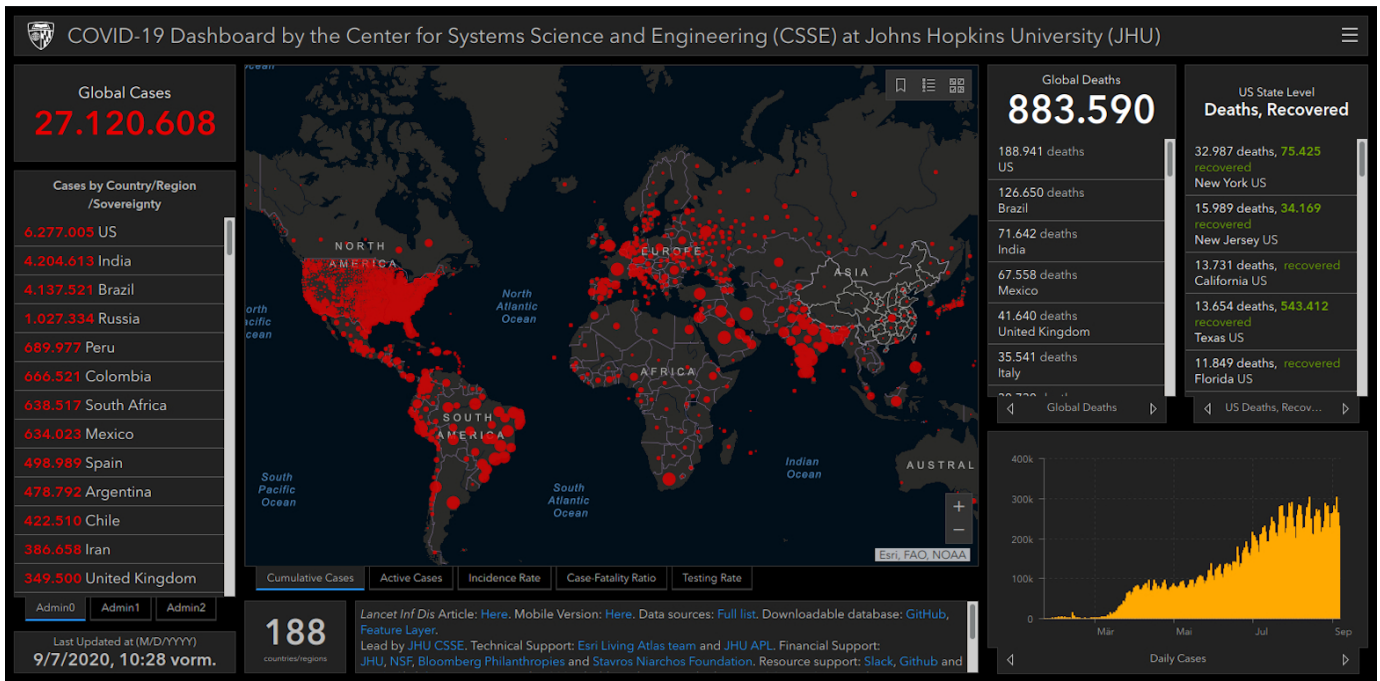 COVID-19 Dashboard by the Center for Systems Science and Engineering (CSSE) at Johns Hopkins University (JHU)
Global Cases
27.120.608
Cases by Country/Region
/Sovereignty
6.277.005 US
4.204.613 India
4.137.521 Brazil
1.027.334 Russia
689.977 Peru
666.521 Colombia
638.517 South Africa
634.023 Mexico
498.989 Spain
478.792 Argentina
422.510 Chile
386.658 Iran
349.500 United Kingdom
Admin0 Admin1 Admin2
Last Updated at (M/D/YYYY)
9/7/2020, 10:28 vorm.
cean
NORTH
AMERICA
EUROPE
ASIA
North
Atlantic
Ocean
orth
acific
cean
AFRICA
SOUTH
AMERICA
Indian
Ocean
AUSTRAL
South
Pacific
Ocean
South
Atlantic
Ocean
+
−
Esri, FAO, NOAA
Cumulative Cases Active Cases Incidence Rate Case-Fatality Ratio Testing Rate
188
countries/regions
Lancet Inf Dis Article: Here. Mobile Version: Here. Data sources: Full list. Downloadable database: GitHub,
Feature Layer.
Lead by JHU CSSE. Technical Support: Esri Living Atlas team and JHU APL. Financial Support:
JHU, NSF, Bloomberg Philanthropies and Stavros Niarchos Foundation. Resource support: Slack, Github and
Global Deaths
883.590
188.941 deaths
US
126.650 deaths
Brazil
71.642 deaths
India
67.558 deaths
Mexico
41.640 deaths
United Kingdom
35.541 deaths
Italy
Global Deaths
US State Level
Deaths, Recovered
32.987 deaths, 75.425
recovered
New York US
15.989 deaths, 34.169
recovered
New Jersey US
13.731 deaths, recovered
California US
13.654 deaths, 543.412
recovered
Texas US
11.849 deaths, recovered
Florida US
US Deaths, Recov...
400k
300k
200k
100k
0
Mär Mai Jul Sep
Daily Cases